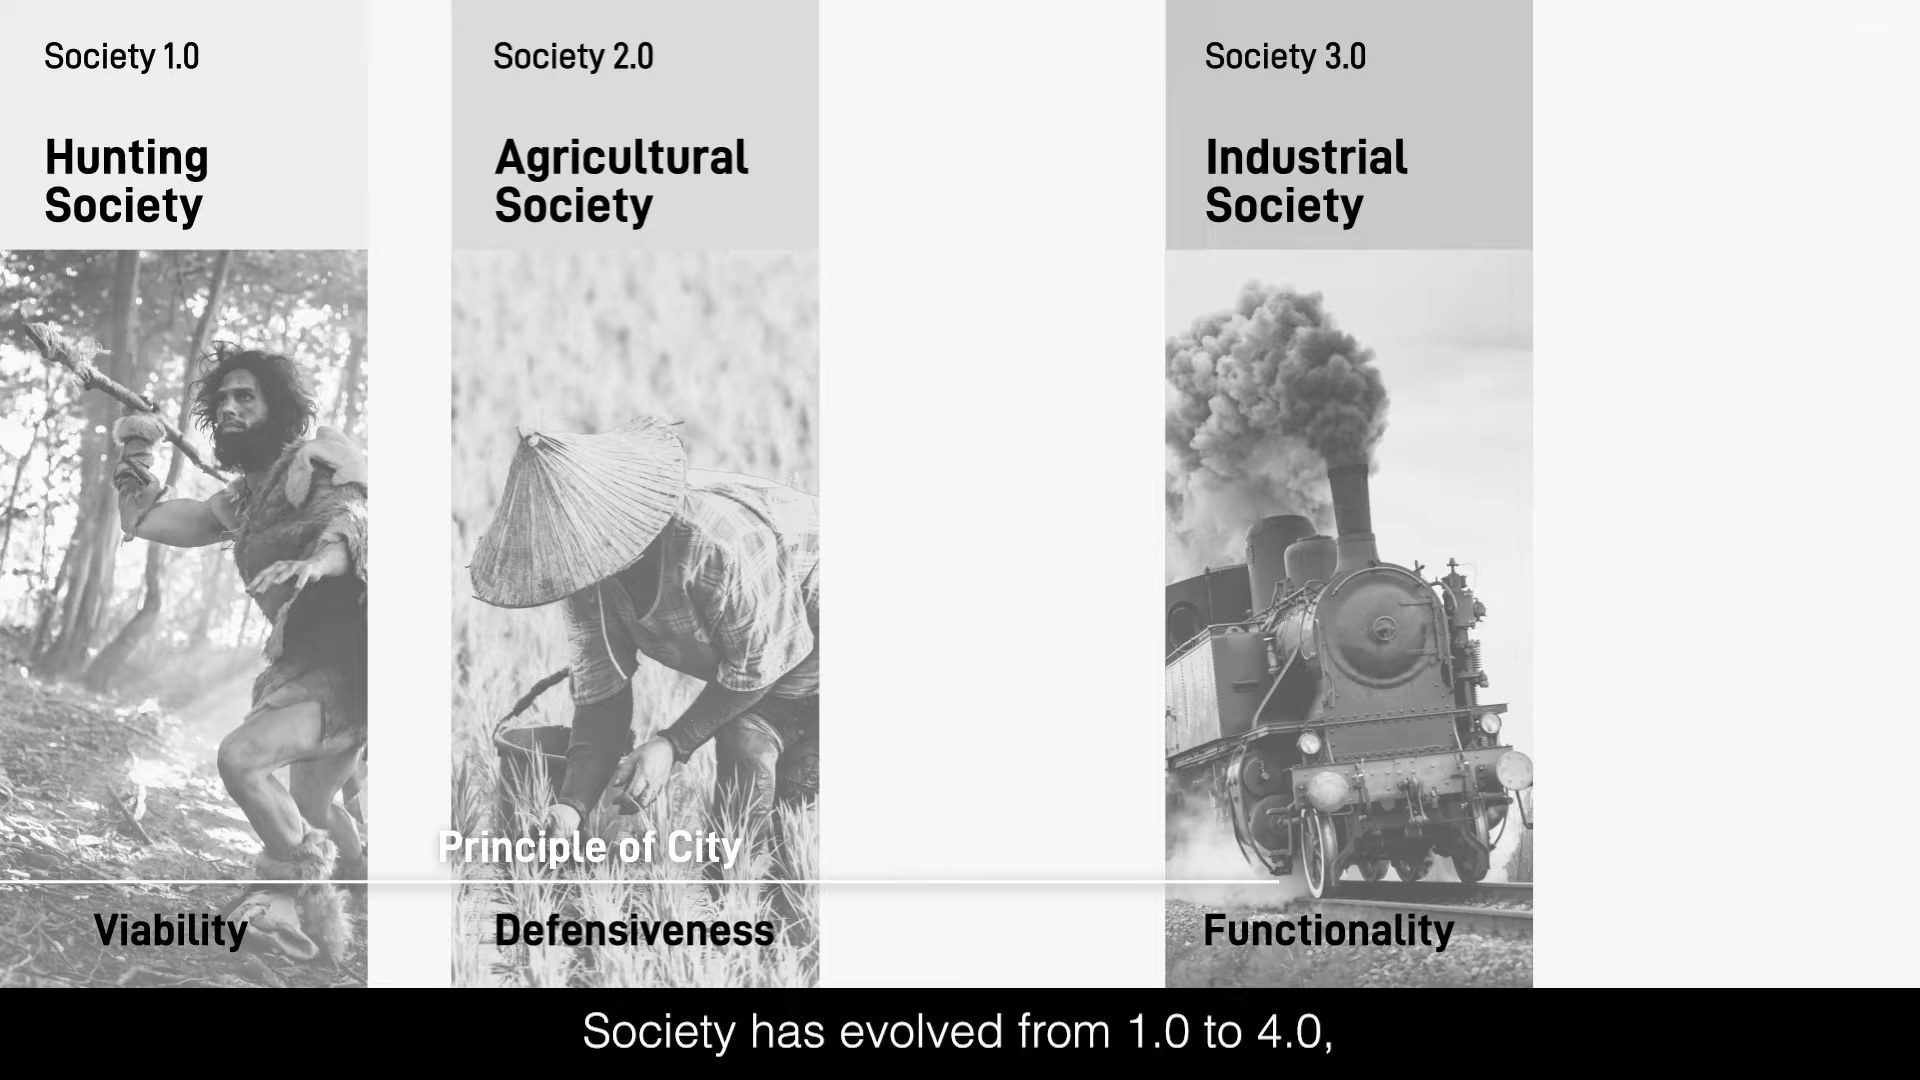 Society 1.0
Hunting
Society
Society 2.0
Agricultural
Society
Society 3.0
Industrial
Society
Principle of City
Viability
Defensiveness
Functionality
Society has evolved from 1.0 to 4.0,